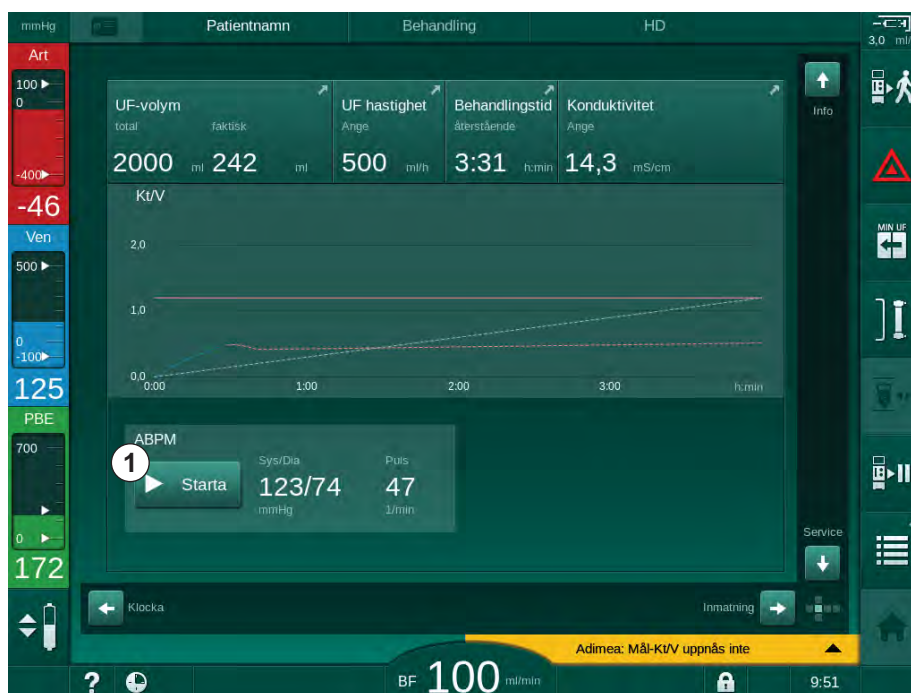 mmHg
Patientnamn
Behandling
HD
3,0 ml/
Art
100
0
-400
-46
Ven
500
0
-100
125
PBE
700
0
172
UF-volym
total
faktisk
2000 ml 242 ml
UF hastighet
Ange
500 ml/h
Behandlingstid
återstående
3:31 h:min
Konduktivitet
Ange
14,3 mS/cm
Info
MIN UF
Kt/V
2,0
1,0
0,0
0:00 1:00 2:00 3:00 h:min
ABPM
1
Starta
Sys/Dia
123/74
mmHg
Puls
47
1/min
Service
Klocka
Inmatning
Adimea: Mål-Kt/V uppnås inte
?
BF 100 ml/min
9:51